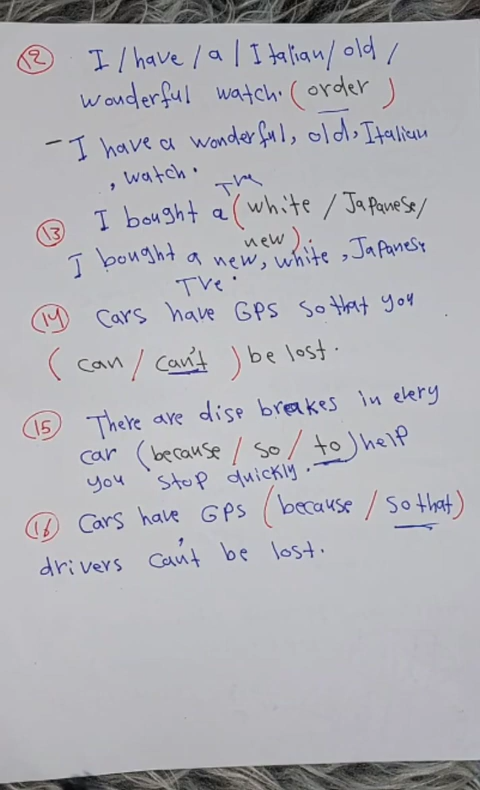 12 I / have / a / Italian / old /
wonderful watch. (order)
- I have a wonderful, old, Italian
, watch.
13 I bought a (white / Japanese / TVe
new).
I bought a new, white, Japanese
TVe.
14 Cars have GPS so that you
(can / can't) be lost.
15 There are dise brakes in every
car (because / so / to) help
you stop quickly.
16 Cars have GPS (because / so that)
drivers can't be lost.